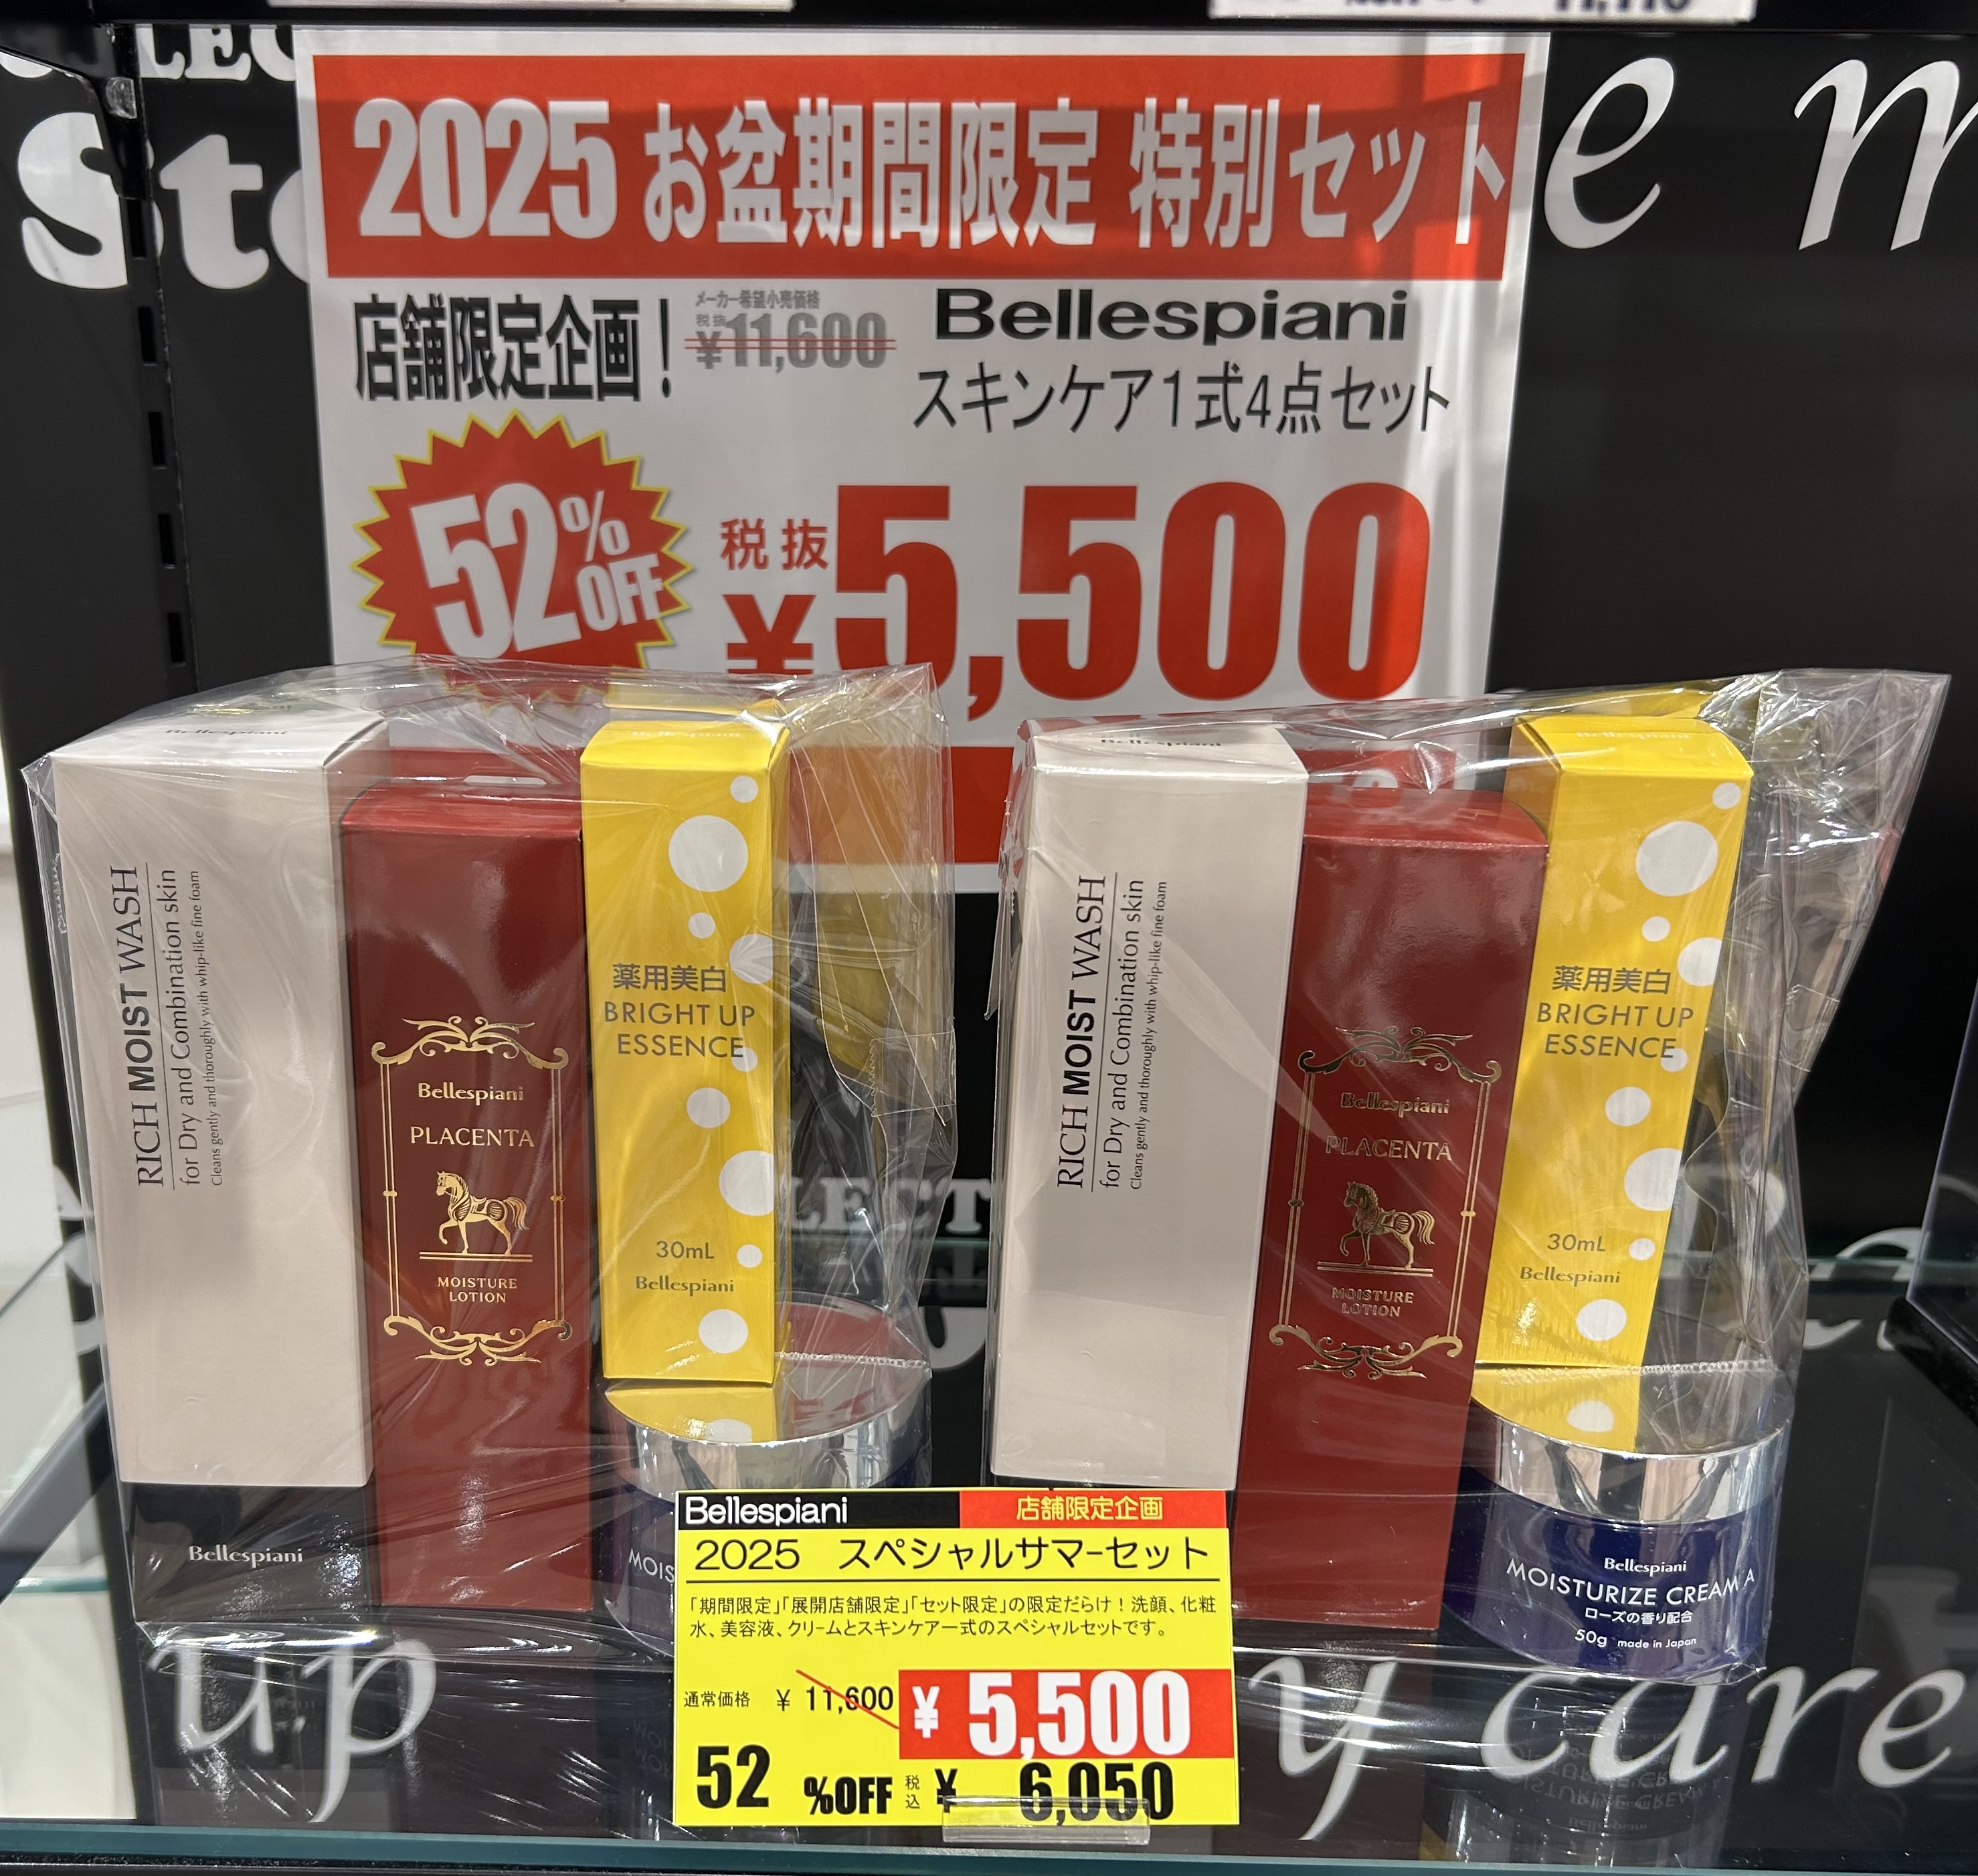 2025 お盆期間限定 特別セット
店舗限定企画！
メーカー希望小売価格
税抜
¥11,600
Bellespiani
スキンケア1式4点セット
52%
OFF
税抜
¥5,500
Bellespiani
RICH MOIST WASH
for Dry and Combination skin
Cleans gently and thoroughly with whip-like fine foam
Bellespiani
Bellespiani
PLACENTA
MOISTURE
LOTION
薬用美白
BRIGHT UP
ESSENCE
30mL
Bellespiani
Bellespiani
RICH MOIST WASH
for Dry and Combination skin
Cleans gently and thoroughly with whip-like fine foam
Bellespiani
PLACENTA
MOISTURE
LOTION
薬用美白
BRIGHT UP
ESSENCE
30mL
Bellespiani
Bellespiani
MOISTURIZE CREAM A
ローズの香り配合
50g made in Japan
Bellespiani 店舗限定企画
2025 スペシャルサマーセット
「期間限定」「展開店舗限定」「セット限定」の限定だらけ！洗顔、化粧
水、美容液、クリームとスキンケア一式のスペシャルセットです。
通常価格 ¥ 11,600 ¥ 5,500
52 %OFF 税込 ¥ 6,050
up
y care